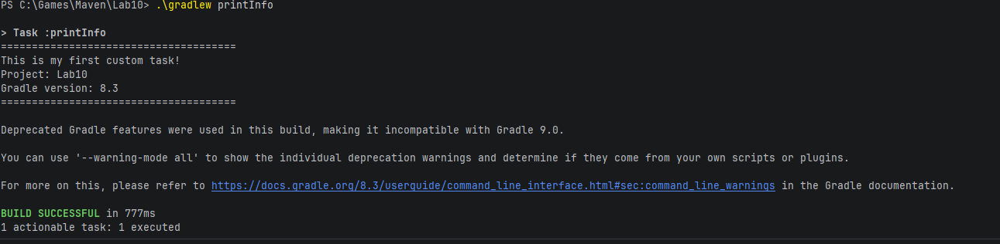 PS C:\Games\Maven\Lab10> .\gradlew printInfo
> Task :printInfo
======================================
This is my first custom task!
Project: Lab10
Gradle version: 8.3
======================================
Deprecated Gradle features were used in this build, making it incompatible with Gradle 9.0.
You can use '--warning-mode all' to show the individual deprecation warnings and determine if they come from your own scripts or plugins.
For more on this, please refer to https://docs.gradle.org/8.3/userguide/command_line_interface.html#sec:command_line_warnings in the Gradle documentation.
BUILD SUCCESSFUL in 777ms
1 actionable task: 1 executed